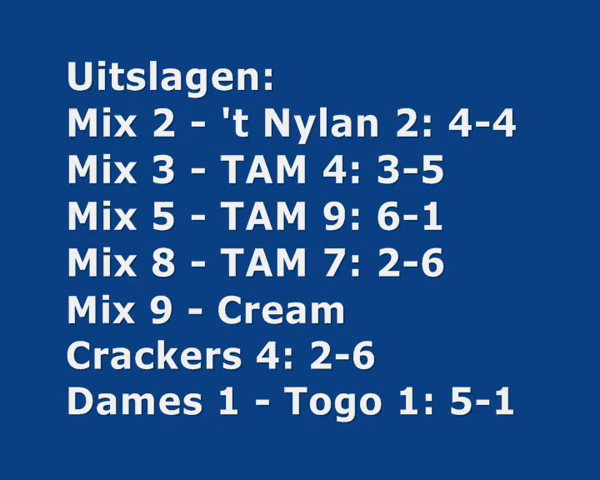 Uitslagen:
Mix 2 - 't Nylan 2: 4-4
Mix 3 - TAM 4: 3-5
Mix 5 - TAM 9: 6-1
Mix 8 - TAM 7: 2-6
Mix 9 - Cream
Crackers 4: 2-6
Dames 1 - Togo 1: 5-1